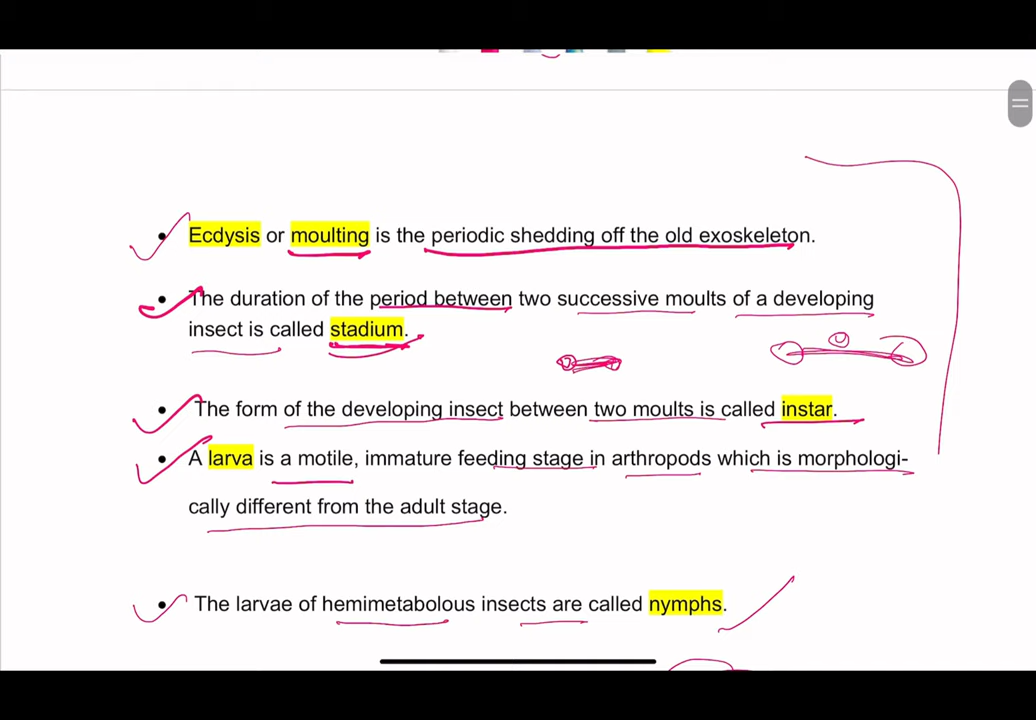 • Ecdysis or moulting is the periodic shedding off the old exoskeleton.
• The duration of the period between two successive moults of a developing
insect is called stadium.
• The form of the developing insect between two moults is called instar.
• A larva is a motile, immature feeding stage in arthropods which is morphologi-
cally different from the adult stage.
• The larvae of hemimetabolous insects are called nymphs.